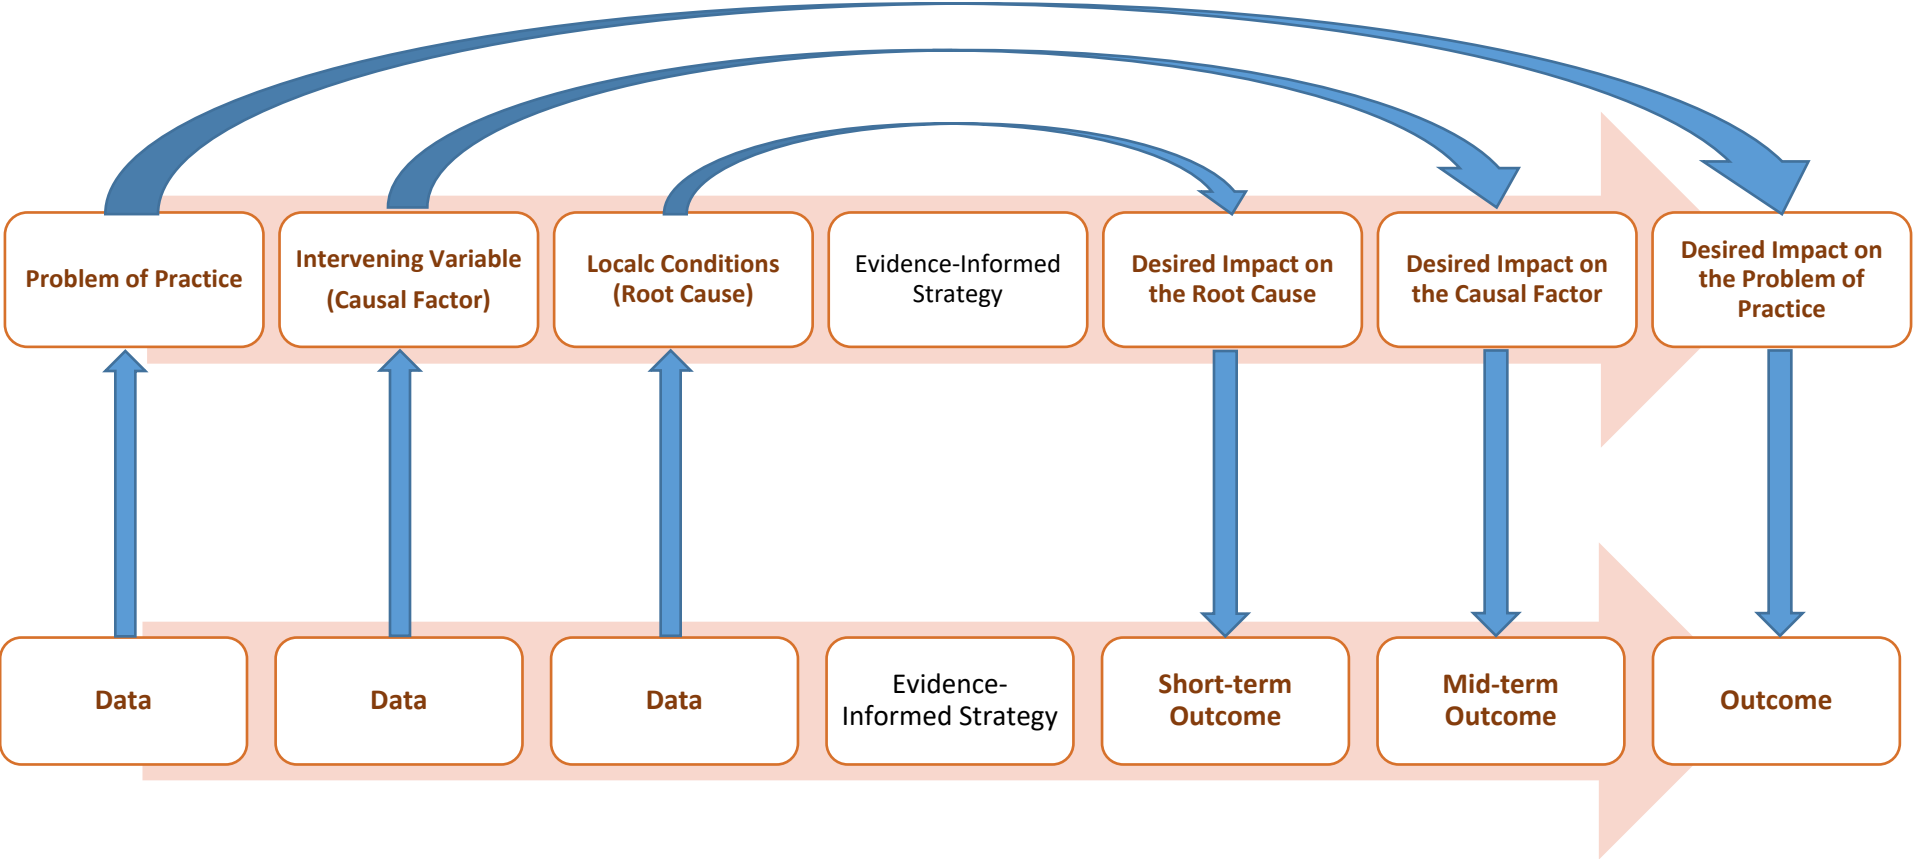 Problem of Practice
Intervening Variable
(Causal Factor)
Localc Conditions
(Root Cause)
Evidence-Informed
Strategy
Desired Impact on
the Root Cause
Desired Impact on
the Causal Factor
Desired Impact on
the Problem of
Practice
Data
Data
Data
Evidence-
Informed Strategy
Short-term
Outcome
Mid-term
Outcome
Outcome